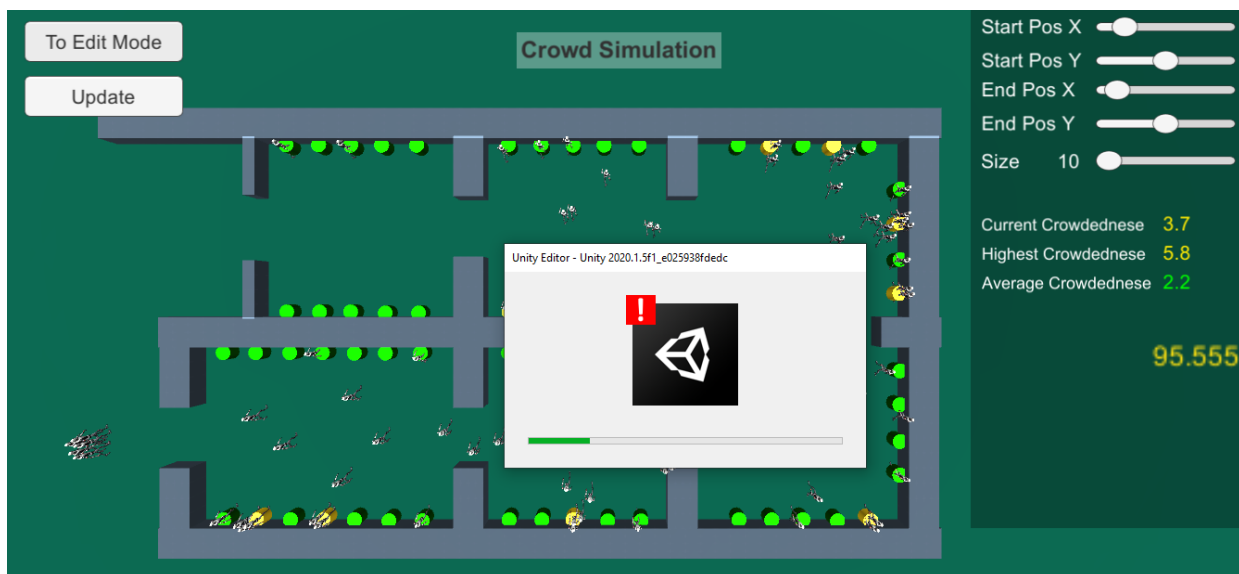 To Edit Mode
Update
Crowd Simulation
Start Pos X
Start Pos Y
End Pos X
End Pos Y
Size 10
Current Crowdednese 3.7
Highest Crowdednese 5.8
Average Crowdednese 2.2
95.555
Unity Editor - Unity 2020.1.5f1_e025938fdedc
!